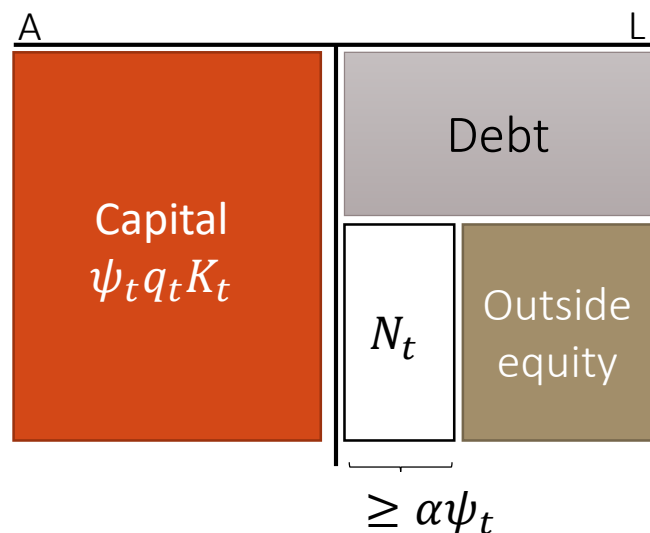 A
L
Capital
𝜓ₜ𝑞ₜ𝐾ₜ
Debt
𝑁ₜ
Outside
equity
≥ 𝛼𝜓ₜ